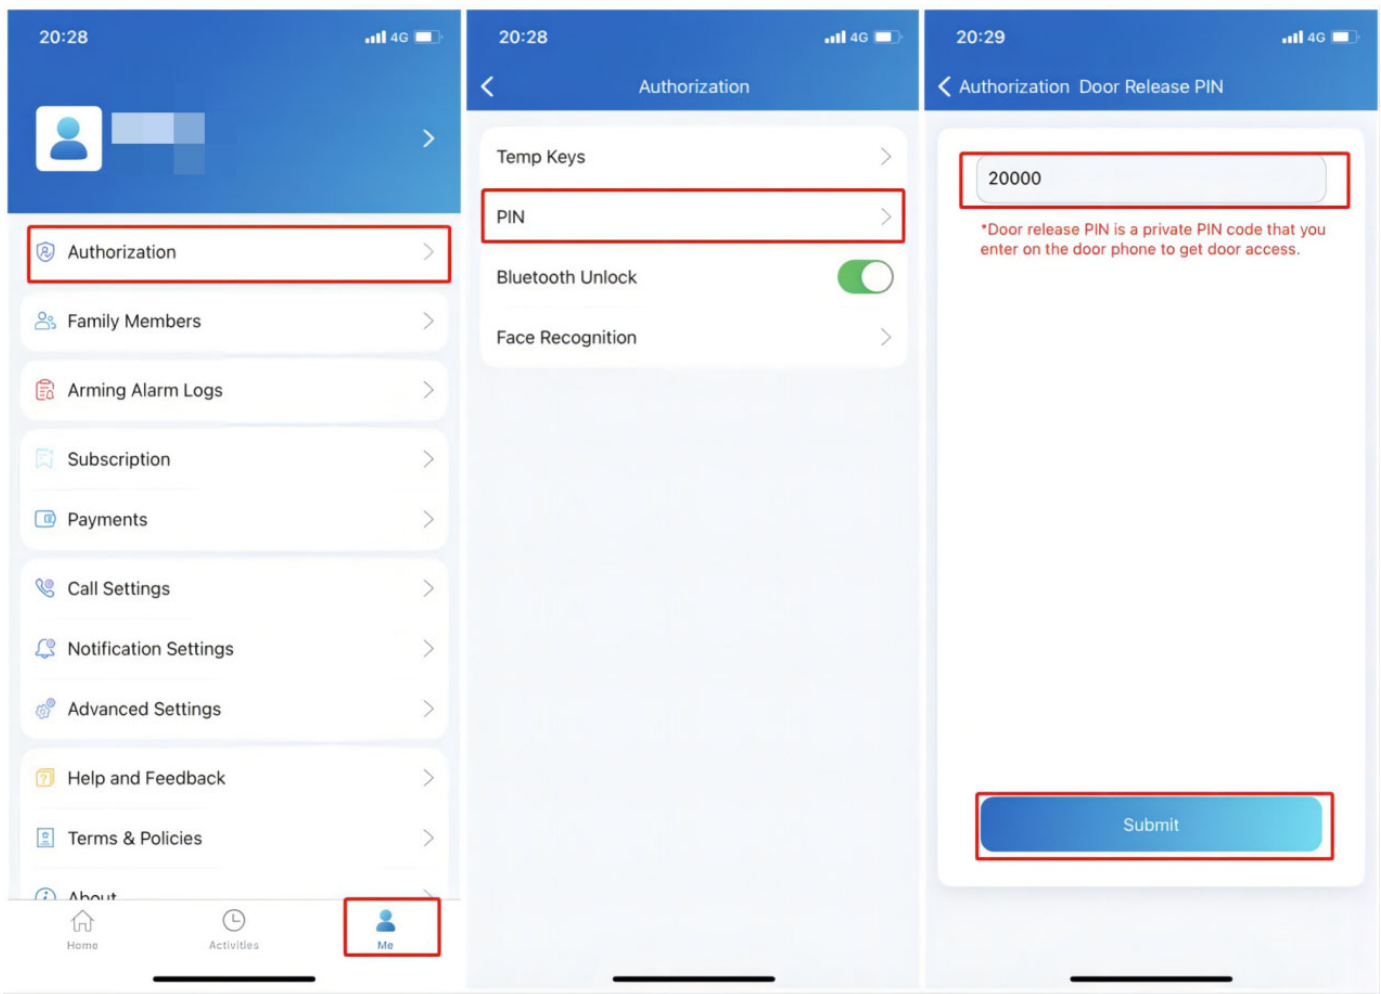 20:28
4G
Authorization
Family Members
Arming Alarm Logs
Subscription
Payments
Call Settings
Notification Settings
Advanced Settings
Help and Feedback
Terms & Policies
About
Home
Activities
Me
20:28
4G
Authorization
Temp Keys
PIN
Bluetooth Unlock
Face Recognition
20:29
4G
Authorization Door Release PIN
20000
*Door release PIN is a private PIN code that you
enter on the door phone to get door access.
Submit